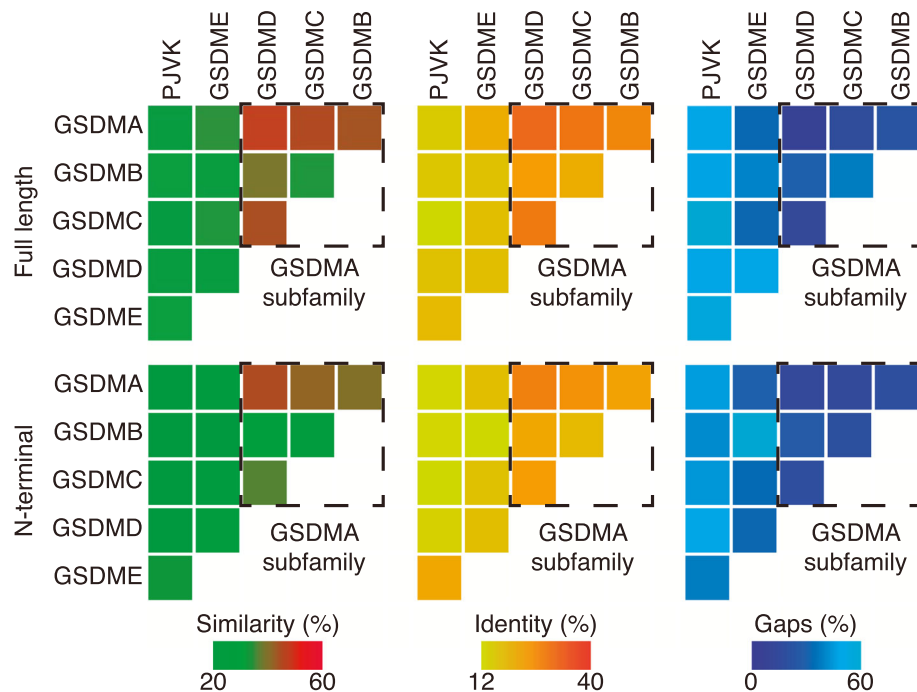 PJVK GSDME GSDMD GSDMC GSDMB PJVK GSDME GSDMD GSDMC GSDMB PJVK GSDME GSDMD GSDMC GSDMB
Full length
GSDMA
GSDMB
GSDMC
GSDMD
GSDME
GSDMA subfamily
GSDMA subfamily
GSDMA subfamily
N-terminal
GSDMA
GSDMB
GSDMC
GSDMD
GSDME
GSDMA subfamily
GSDMA subfamily
GSDMA subfamily
Similarity (%)
20 60
Identity (%)
12 40
Gaps (%)
0 60